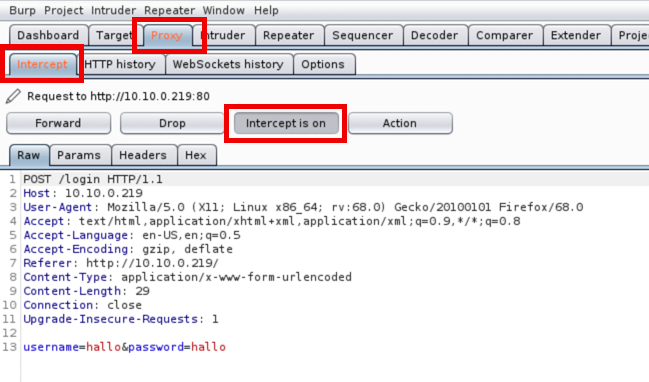 Burp Project Intruder Repeater Window Help
Dashboard Target Proxy Intruder Repeater Sequencer Decoder Comparer Extender Proje
Intercept HTTP history WebSockets history Options
Request to http://10.10.0.219:80
Forward Drop Intercept is on Action
Raw Params Headers Hex
1 POST /login HTTP/1.1
2 Host: 10.10.0.219
3 User-Agent: Mozilla/5.0 (X11; Linux x86_64; rv:68.0) Gecko/20100101 Firefox/68.0
4 Accept: text/html,application/xhtml+xml,application/xml;q=0.9,*/*;q=0.8
5 Accept-Language: en-US,en;q=0.5
6 Accept-Encoding: gzip, deflate
7 Referer: http://10.10.0.219/
8 Content-Type: application/x-www-form-urlencoded
9 Content-Length: 29
10 Connection: close
11 Upgrade-Insecure-Requests: 1
12
13 username=hallo&password=hallo